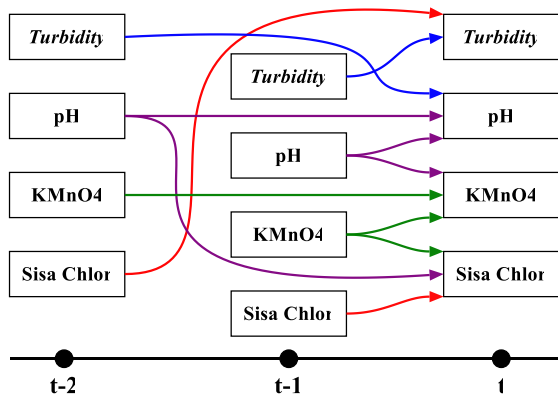 Turbidity
pH
KMnO4
Sisa Chlor
Turbidity
pH
KMnO4
Sisa Chlor
Turbidity
pH
KMnO4
Sisa Chlor
t-2
t-1
t